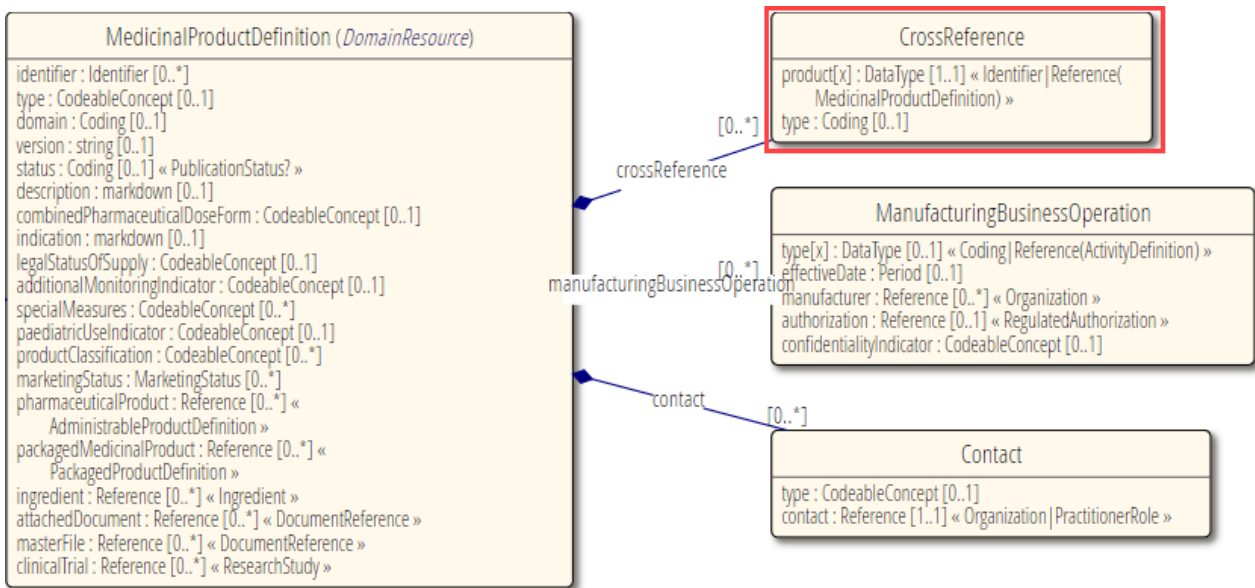 MedicinalProductDefinition (DomainResource)
identifier : Identifier [0..*]
type : CodeableConcept [0..1]
domain : Coding [0..1]
version : string [0..1]
status : Coding [0..1] « PublicationStatus? »
description : markdown [0..1]
combinedPharmaceuticalDoseForm : CodeableConcept [0..1]
indication : markdown [0..1]
legalStatusOfSupply : CodeableConcept [0..1]
additionalMonitoringIndicator : CodeableConcept [0..1]
specialMeasures : CodeableConcept [0..*]
paediatricUseIndicator : CodeableConcept [0..1]
productClassification : CodeableConcept [0..*]
marketingStatus : MarketingStatus [0..*]
pharmaceuticalProduct : Reference [0..*] «
AdministrableProductDefinition »
packagedMedicinalProduct : Reference [0..*] «
PackagedProductDefinition »
ingredient : Reference [0..*] « Ingredient »
attachedDocument : Reference [0..*] « DocumentReference »
masterFile : Reference [0..*] « DocumentReference »
clinicalTrial : Reference [0..*] « ResearchStudy »
[0..*]
crossReference
CrossReference
product[x] : DataType [1..1] « Identifier|Reference(
MedicinalProductDefinition) »
type : Coding [0..1]
[0..*]
manufacturingBusinessOperation
ManufacturingBusinessOperation
type[x] : DataType [0..1] « Coding|Reference(ActivityDefinition) »
effectiveDate : Period [0..1]
manufacturer : Reference [0..*] « Organization »
authorization : Reference [0..1] « RegulatedAuthorization »
confidentialityIndicator : CodeableConcept [0..1]
contact
[0..*]
Contact
type : CodeableConcept [0..1]
contact : Reference [1..1] « Organization|PractitionerRole »